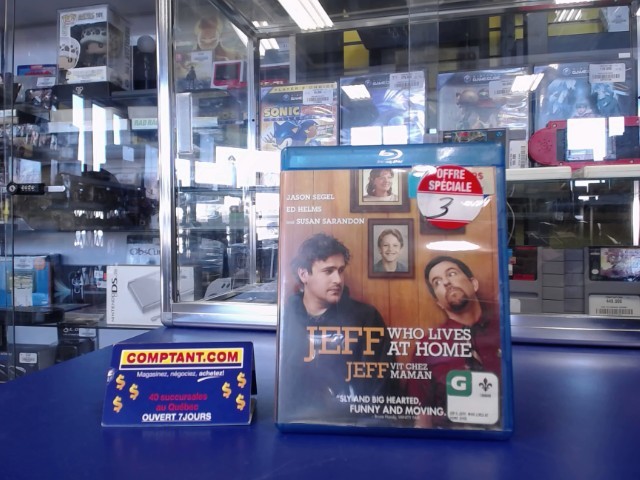 SONIC
OFFRE
SPÉCIALE
3
JASON SEGEL
ED HELMS
AND SUSAN SARANDON
JEFF WHO LIVES
AT HOME
JEFF VIT CHEZ
MAMAN
"SLY AND BIG HEARTED,
FUNNY AND MOVING."
G
COMPTANT.COM
Magasinez, négociez, achetez!
40 succursales
au Québec
OUVERT 7JOURS